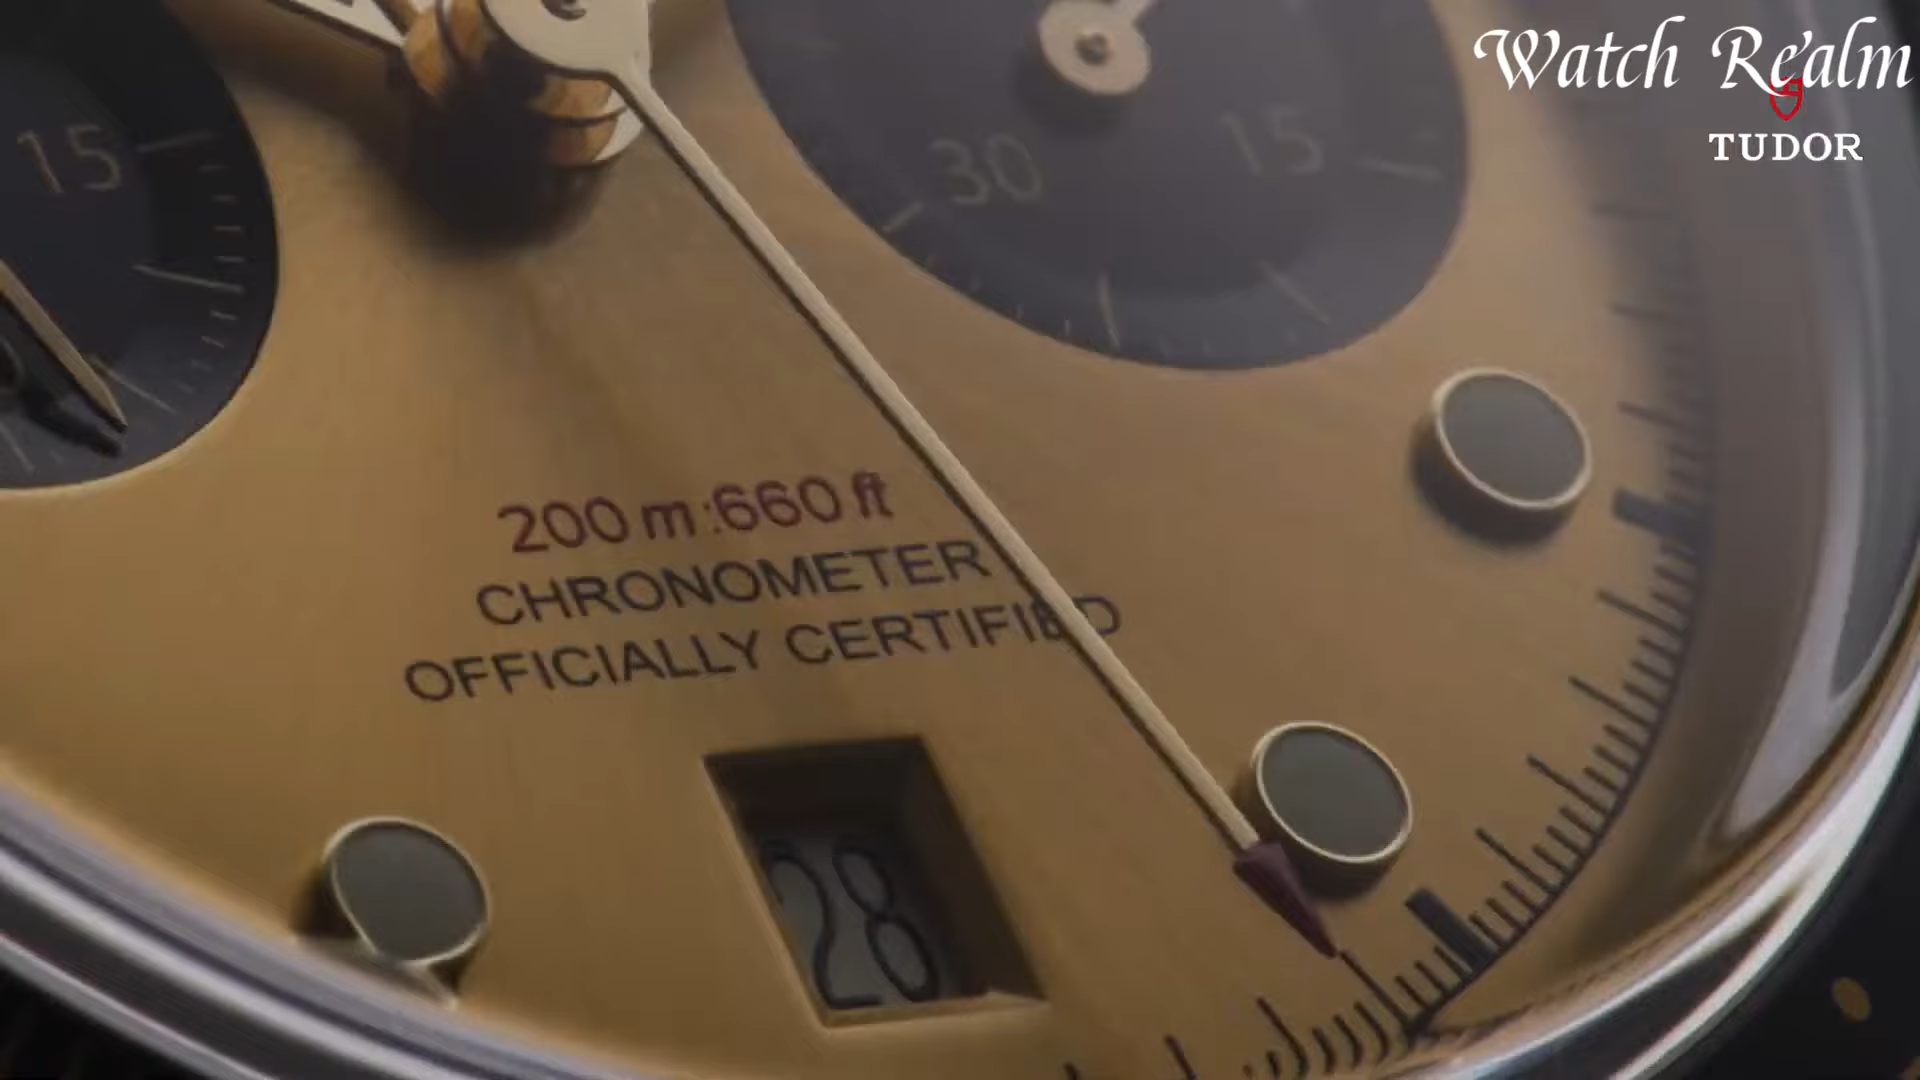 Watch Realm
TUDOR
15
30 15
200 m:660 ft
CHRONOMETER
OFFICIALLY CERTIFIED
28